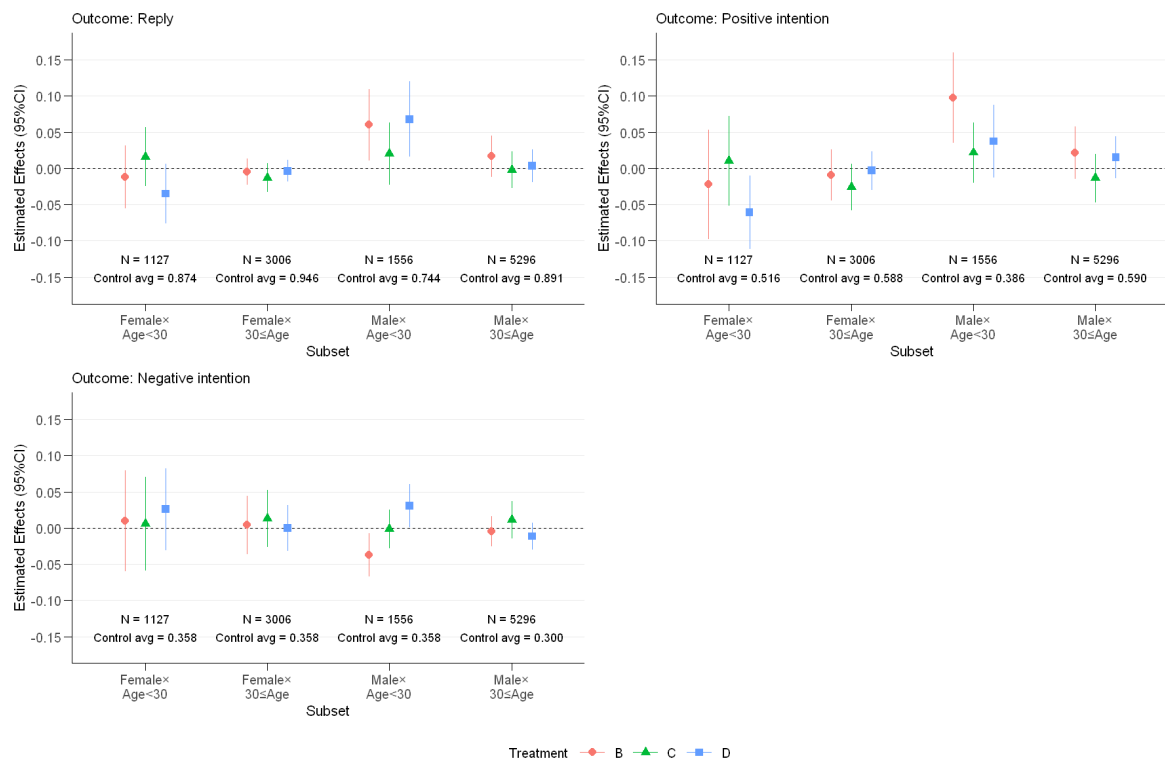 Outcome: Reply
Estimated Effects (95%CI)
0.15
0.10
0.05
0.00
-0.05
-0.10
-0.15
N = 1127
N = 3006
N = 1556
N = 5296
Control avg = 0.874
Control avg = 0.946
Control avg = 0.744
Control avg = 0.891
Female×
Age<30
Female×
30≤Age
Male×
Age<30
Male×
30≤Age
Subset
Outcome: Positive intention
Estimated Effects (95%CI)
0.15
0.10
0.05
0.00
-0.05
-0.10
-0.15
N = 1127
N = 3006
N = 1556
N = 5296
Control avg = 0.516
Control avg = 0.588
Control avg = 0.386
Control avg = 0.590
Female×
Age<30
Female×
30≤Age
Male×
Age<30
Male×
30≤Age
Subset
Outcome: Negative intention
Estimated Effects (95%CI)
0.15
0.10
0.05
0.00
-0.05
-0.10
-0.15
N = 1127
N = 3006
N = 1556
N = 5296
Control avg = 0.358
Control avg = 0.358
Control avg = 0.358
Control avg = 0.300
Female×
Age<30
Female×
30≤Age
Male×
Age<30
Male×
30≤Age
Subset
Treatment B C D